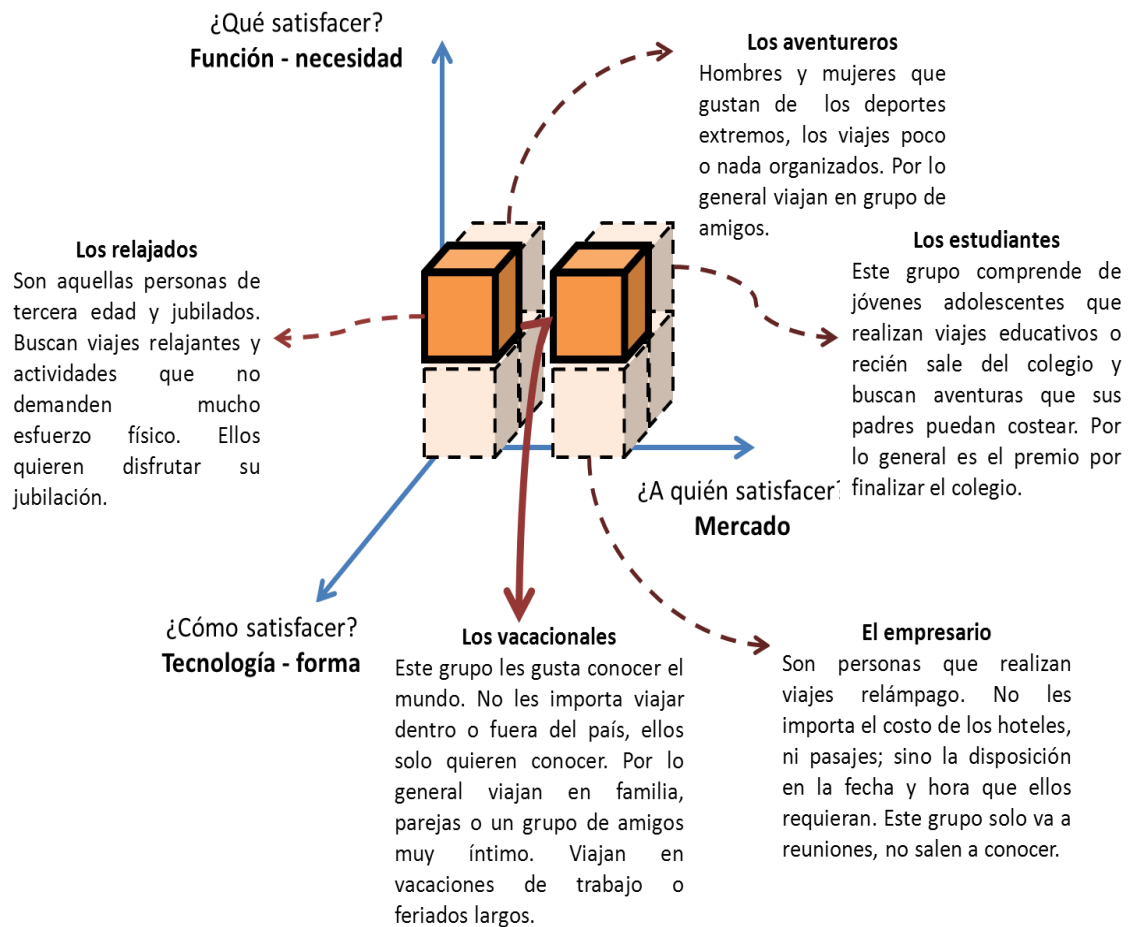 ¿Qué satisfacer?
Función - necesidad
Los aventureros
Hombres y mujeres que
gustan de los deportes
extremos, los viajes poco
o nada organizados. Por lo
general viajan en grupo de
amigos.
Los relajados
Son aquellas personas de
tercera edad y jubilados.
Buscan viajes relajantes y
actividades que no
demanden mucho
esfuerzo físico. Ellos
quieren disfrutar su
jubilación.
Los estudiantes
Este grupo comprende de
jóvenes adolescentes que
realizan viajes educativos o
recién sale del colegio y
buscan aventuras que sus
padres puedan costear. Por
lo general es el premio por
finalizar el colegio.
¿A quién satisfacer?
Mercado
¿Cómo satisfacer?
Tecnología - forma
Los vacacionales
Este grupo les gusta conocer el
mundo. No les importa viajar
dentro o fuera del país, ellos
solo quieren conocer. Por lo
general viajan en familia,
parejas o un grupo de amigos
muy íntimo. Viajan en
vacaciones de trabajo o
feriados largos.
El empresario
Son personas que realizan
viajes relámpago. No les
importa el costo de los hoteles,
ni pasajes; sino la disposición
en la fecha y hora que ellos
requieran. Este grupo solo va a
reuniones, no salen a conocer.